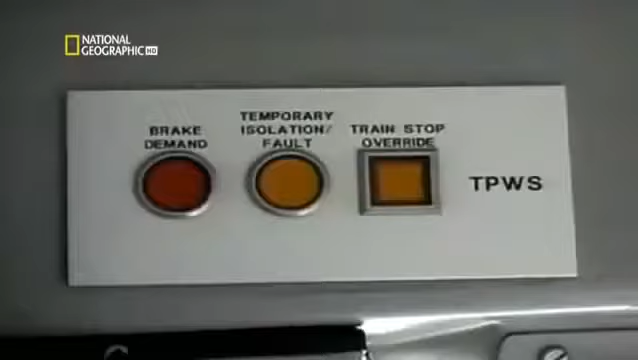 NATIONAL
GEOGRAPHIC HD
BRAKE
DEMAND
TEMPORARY
ISOLATION/
FAULT
TRAIN STOP
OVERRIDE
TPWS